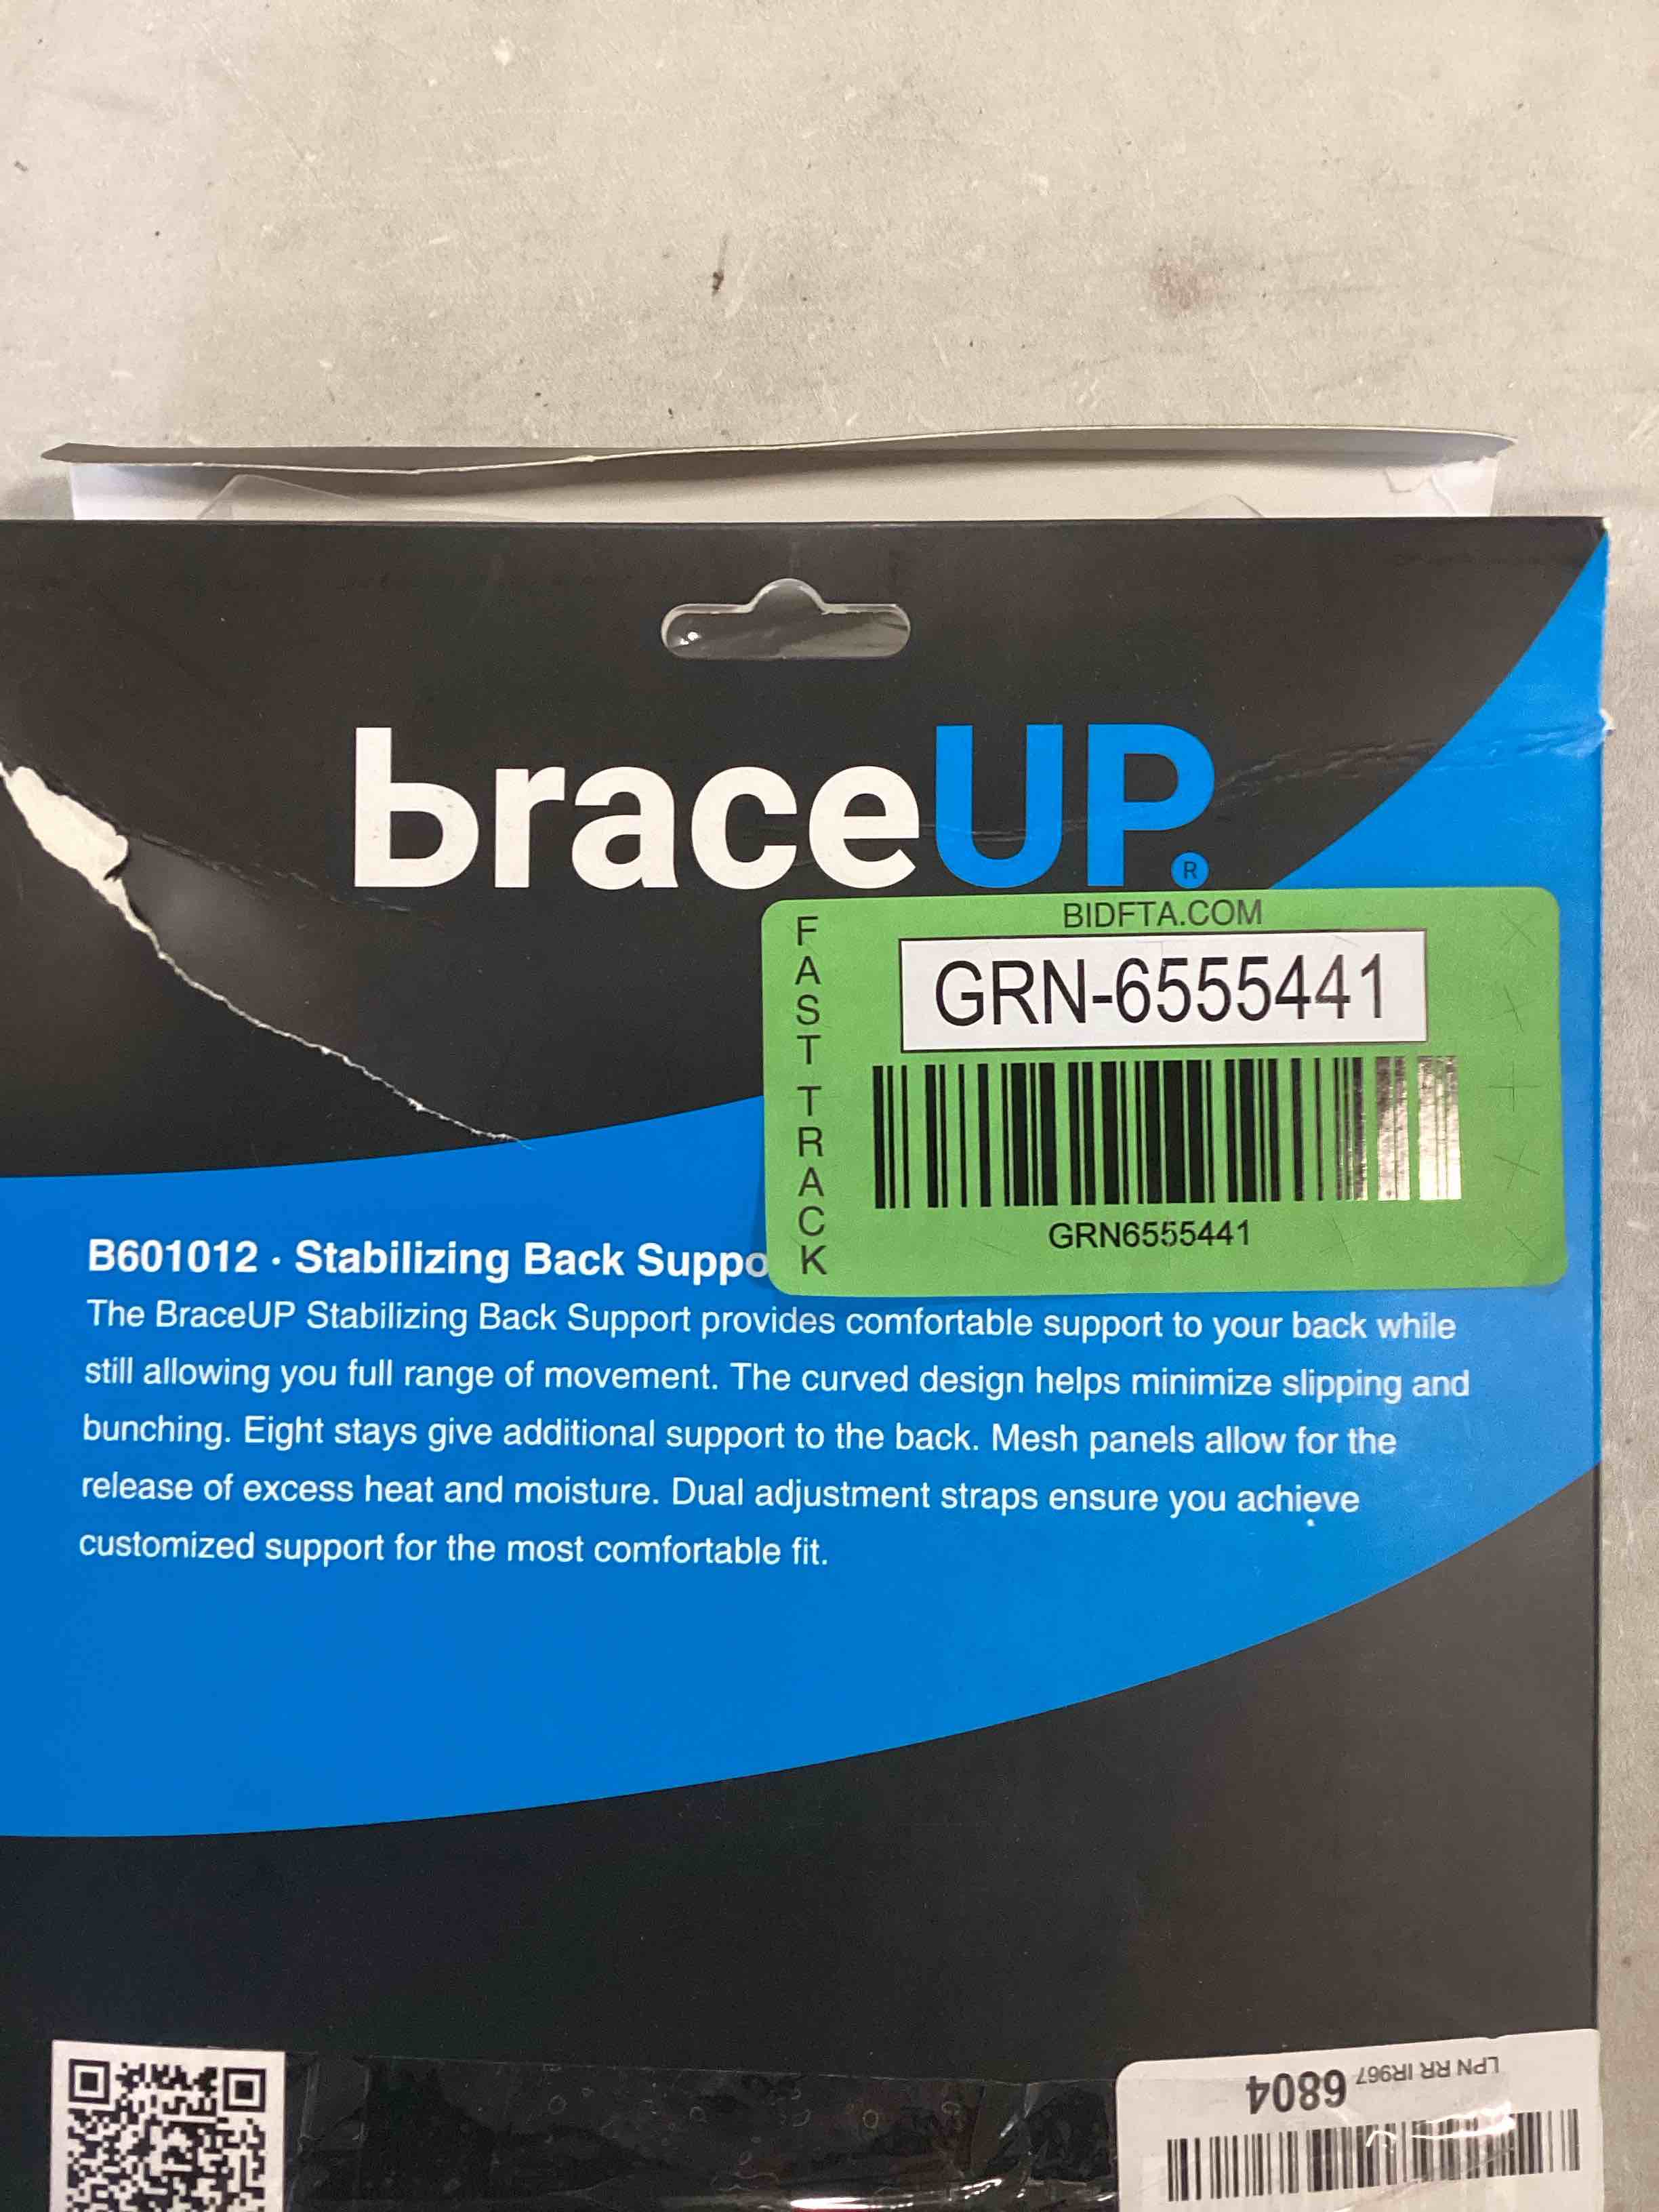 braceUP®
BIDFTA.COM
FAST TRACK
GRN-6555441
GRN6555441
B601012 · Stabilizing Back Suppo
The BraceUP Stabilizing Back Support provides comfortable support to your back while
still allowing you full range of movement. The curved design helps minimize slipping and
bunching. Eight stays give additional support to the back. Mesh panels allow for the
release of excess heat and moisture. Dual adjustment straps ensure you achieve
customized support for the most comfortable fit.
LPN RR IR967 6804